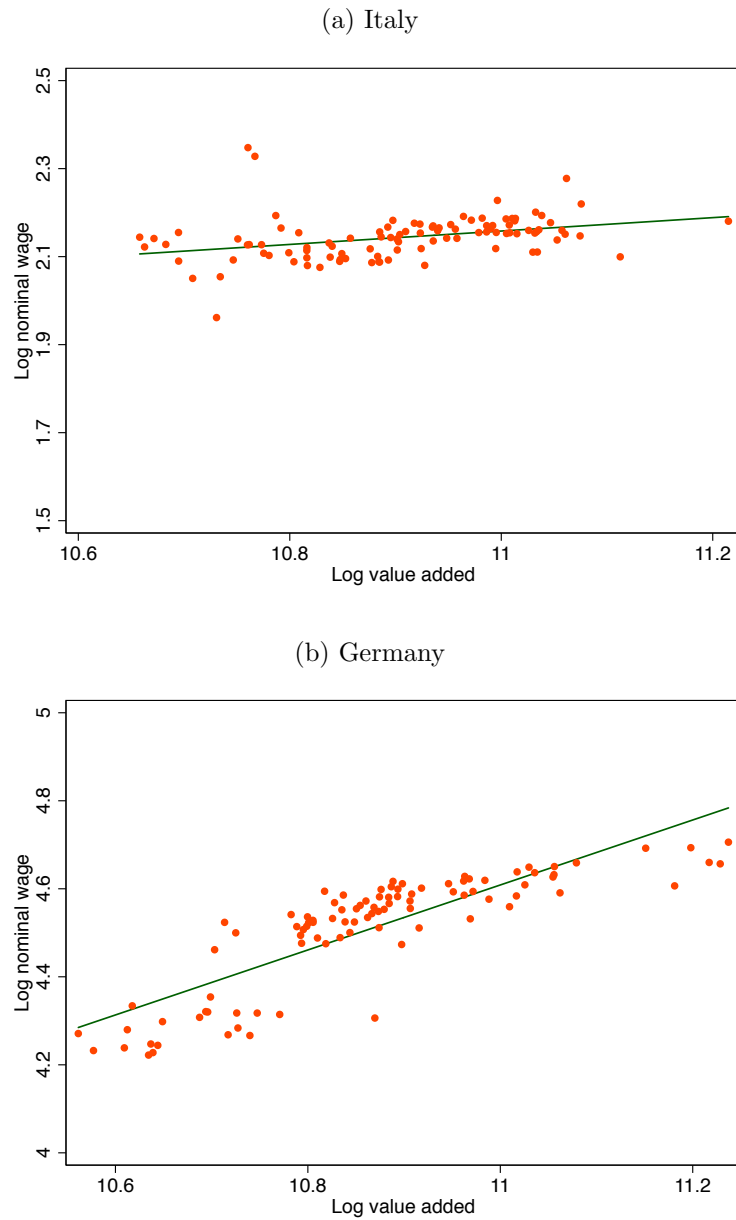 (a) Italy
2.5
2.3
2.1
1.9
1.7
1.5
Log nominal wage
10.6 10.8 11 11.2
Log value added
(b) Germany
5
4.8
4.6
4.4
4.2
4
Log nominal wage
10.6 10.8 11 11.2
Log value added